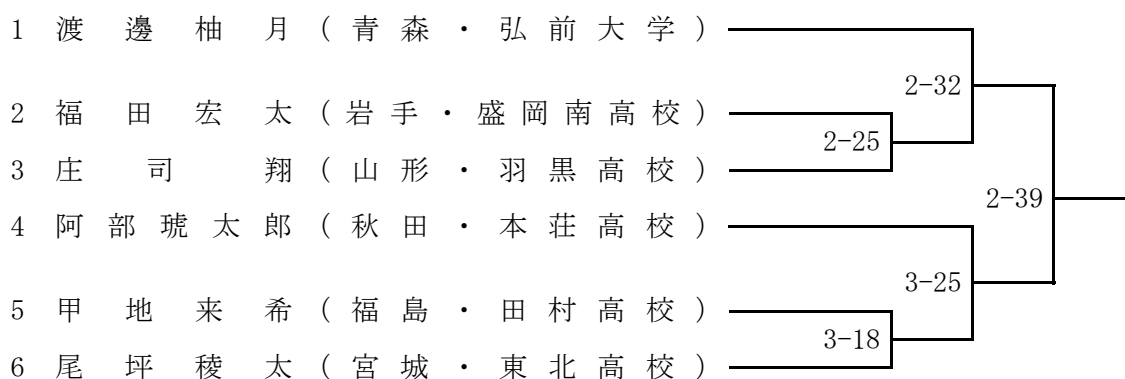 1 渡邊柚月(青森・弘前大学)
2-32
2 福田宏太(岩手・盛岡南高校)
2-25
3 庄司翔(山形・羽黒高校)
2-39
4 阿部琥太郎(秋田・本荘高校)
3-25
5 甲地来希(福島・田村高校)
3-18
6 尾坪稜太(宮城・東北高校)